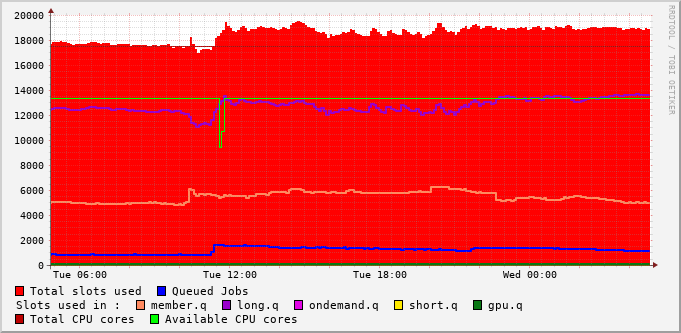 20000
18000
16000
14000
12000
10000
8000
6000
4000
2000
0
Tue 06:00 Tue 12:00 Tue 18:00 Wed 00:00
Total slots used Queued Jobs
Slots used in : member.q long.q ondemand.q short.q gpu.q
Total CPU cores Available CPU cores
RRDTOOL / TOBI OETIKER